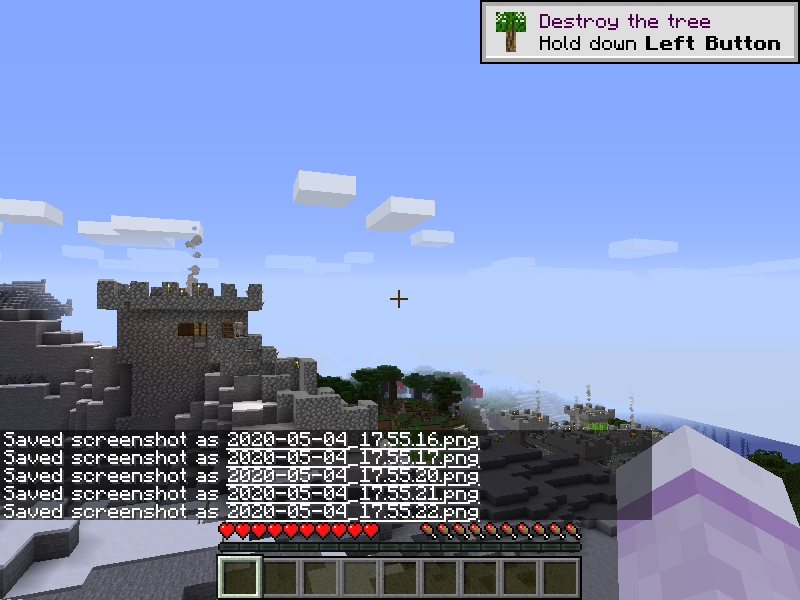 Destroy the tree
Hold down Left Button
Saved screenshot as 2020-05-04_17.55.16.png
Saved screenshot as 2020-05-04_17.55.17.png
Saved screenshot as 2020-05-04_17.55.20.png
Saved screenshot as 2020-05-04_17.55.21.png
Saved screenshot as 2020-05-04_17.55.22.png